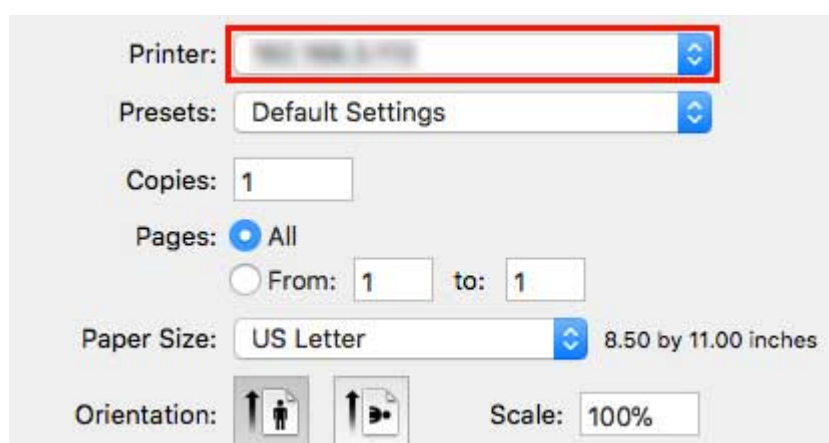 Printer:
Presets: Default Settings
Copies: 1
Pages: All
From: 1 to: 1
Paper Size: US Letter 8.50 by 11.00 inches
Orientation: Scale: 100%